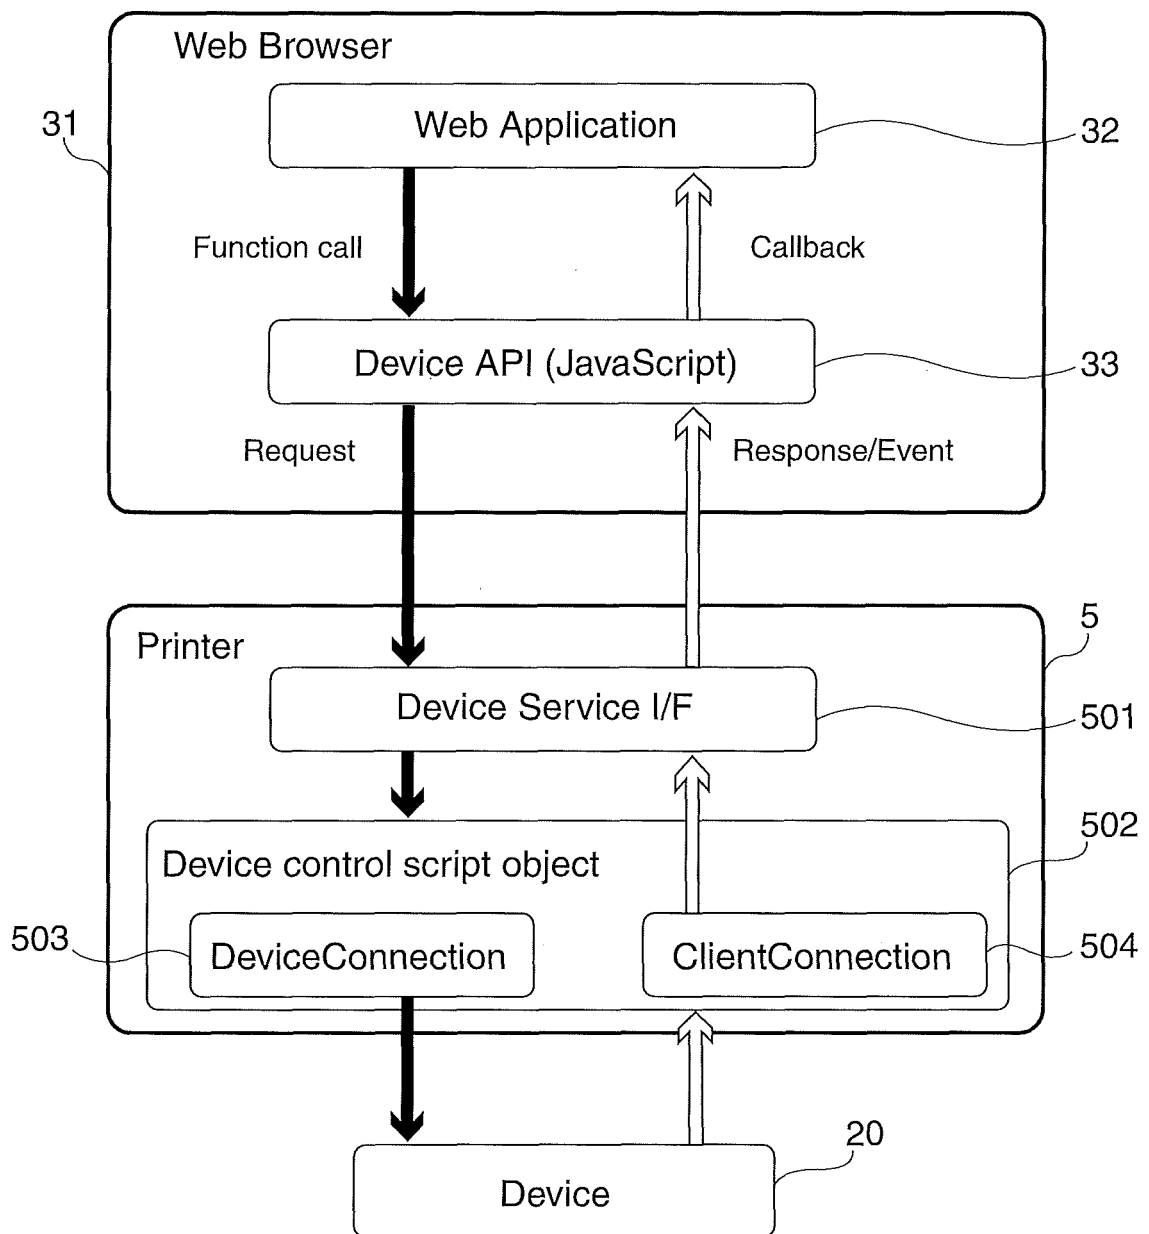 Web Browser
31
Web Application
32
Function call
Callback
Device API (JavaScript)
33
Request
Response/Event
Printer
5
Device Service I/F
501
502
Device control script object
503
DeviceConnection
ClientConnection
504
20
Device